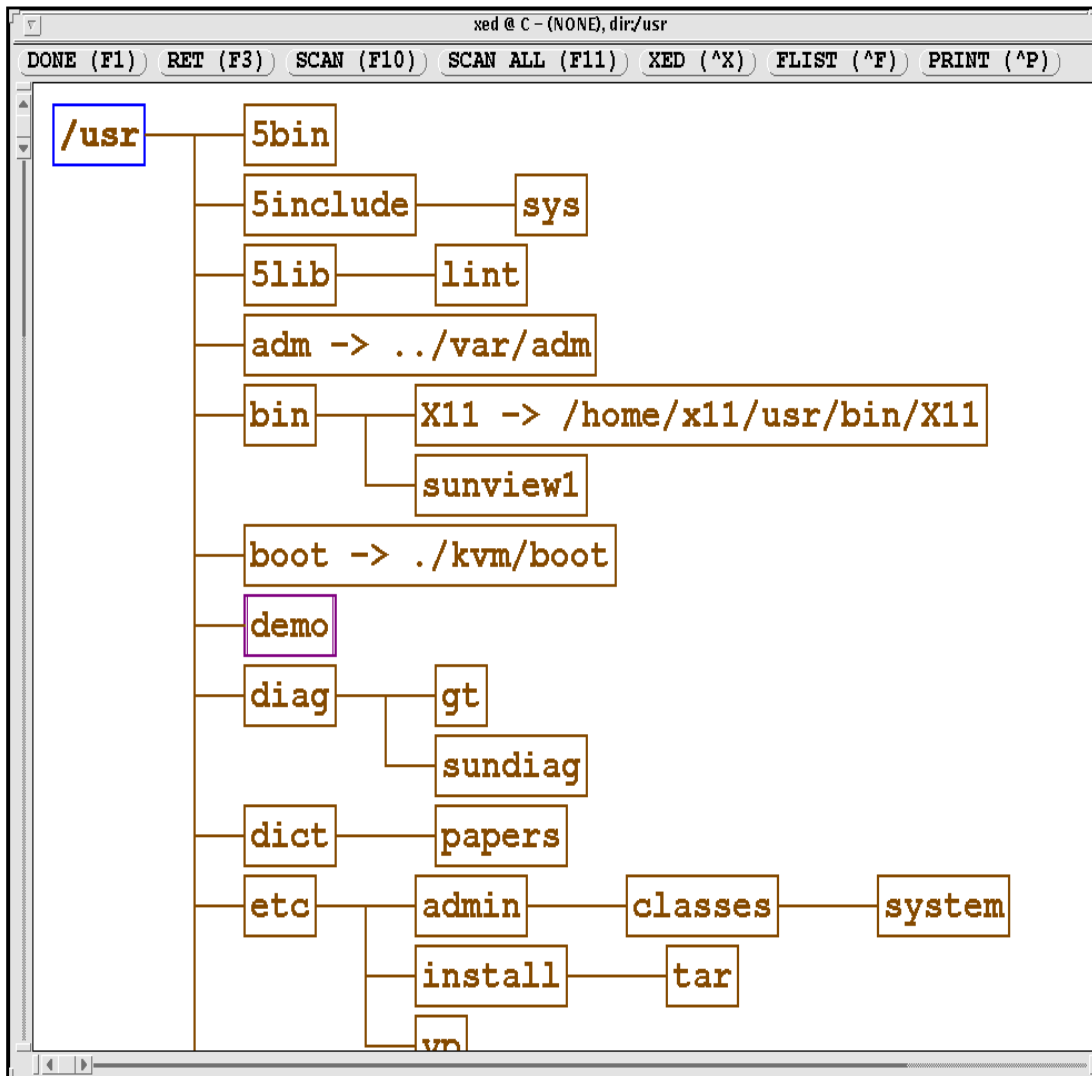 xed @ C – (NONE), dir:/usr
DONE (F1) RET (F3) SCAN (F10) SCAN ALL (F11) XED (^X) FLIST (^F) PRINT (^P)
/usr 5bin
5include sys
5lib lint
adm -> ../var/adm
bin X11 -> /home/x11/usr/bin/X11
sunview1
boot -> ./kvm/boot
demo
diag gt
sundiag
dict papers
etc admin classes system
install tar
yp